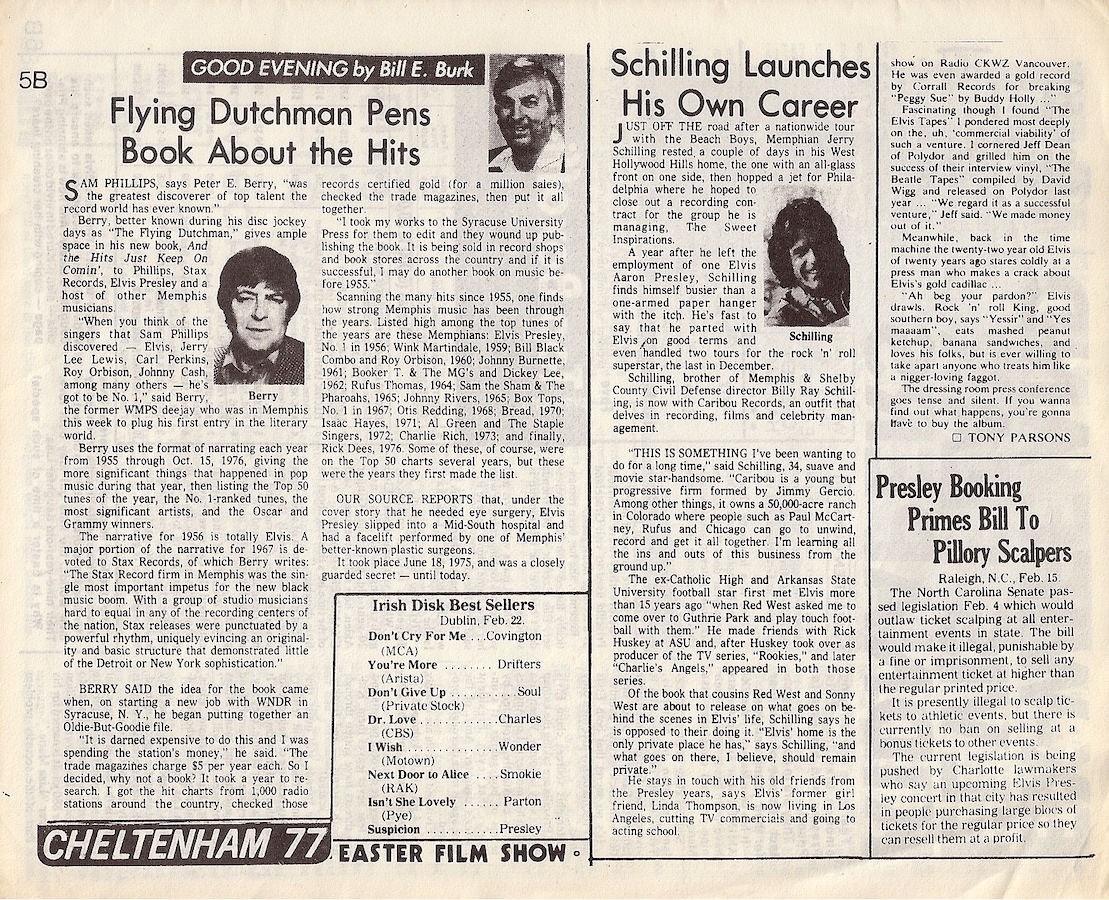 5B
GOOD EVENING by Bill E. Burk
Flying Dutchman Pens
Book About the Hits
SAM PHILLIPS, says Peter E. Berry, "was
the greatest discoverer of top talent the
record world has ever known."
Berry, better known during his disc jockey
days as "The Flying Dutchman," gives ample
space in his new book, And
the Hits Just Keep On
Comin', to Phillips, Stax
Records, Elvis Presley and a
host of other Memphis
musicians.
"When you think of the
singers that Sam Phillips
discovered — Elvis, Jerry
Lee Lewis, Carl Perkins,
Roy Orbison, Johnny Cash,
among many others — he's
got to be No. 1," said Berry,
Berry
the former WMPS deejay who was in Memphis
this week to plug his first entry in the literary
world.
Berry uses the format of narrating each year
from 1955 through Oct. 15, 1976, giving the
more significant things that happened in pop
music during that year, then listing the Top 50
tunes of the year, the No. 1-ranked tunes, the
most significant artists, and the Oscar and
Grammy winners.
The narrative for 1956 is totally Elvis. A
major portion of the narrative for 1967 is de-
voted to Stax Records, of which Berry writes:
"The Stax Record firm in Memphis was the sin-
gle most important impetus for the new black
music boom. With a group of studio musicians
hard to equal in any of the recording centers of
the nation, Stax releases were punctuated by a
powerful rhythm, uniquely evincing an original-
ity and basic structure that demonstrated little
of the Detroit or New York sophistication."
BERRY SAID the idea for the book came
when, on starting a new job with WNDR in
Syracuse, N. Y., he began putting together an
Oldie-But-Goodie file.
"It is darned expensive to do this and I was
spending the station's money," he said. "The
trade magazines charge $5 per year each. So I
decided, why not a book? It took a year to re-
search. I got the hit charts from 1,000 radio
stations around the country, checked those
records certified gold (for a million sales),
checked the trade magazines, then put it all
together.
"I took my works to the Syracuse University
Press for them to edit and they wound up pub-
lishing the book. It is being sold in record shops
and book stores across the country and if it is
successful, I may do another book on music be-
fore 1955."
Scanning the many hits since 1955, one finds
how strong Memphis music has been through
the years. Listed high among the top tunes of
the years are these Memphians: Elvis Presley,
No. 1 in 1956; Wink Martindale, 1959; Bill Black
Combo and Roy Orbison, 1960; Johnny Burnette,
1961; Booker T. & The MG's and Dickey Lee,
1962; Rufus Thomas, 1964; Sam the Sham & The
Pharoahs, 1965; Johnny Rivers, 1965; Box Tops,
No. 1 in 1967; Otis Redding, 1968; Bread, 1970;
Isaac Hayes, 1971; Al Green and The Staple
Singers, 1972; Charlie Rich, 1973; and finally,
Rick Dees, 1976. Some of these, of course, were
on the Top 50 charts several years, but these
were the years they first made the list.
OUR SOURCE REPORTS that, under the
cover story that he needed eye surgery, Elvis
Presley slipped into a Mid-South hospital and
had a facelift performed by one of Memphis'
better-known plastic surgeons.
It took place June 18, 1975, and was a closely
guarded secret — until today.
Irish Disk Best Sellers
Dublin, Feb. 22.
Don't Cry For Me ...Covington
(MCA)
You're More ........ Drifters
(Arista)
Don't Give Up ..........Soul
(Private Stock)
Dr. Love............Charles
(CBS)
I Wish .............Wonder
(Motown)
Next Door to Alice ....Smokie
(RAK)
Isn't She Lovely ...... Parton
(Pye)
Suspicion ...........Presley
CHELTENHAM 77
EASTER FILM SHOW
Schilling Launches
His Own Career
JUST OFF THE road after a nationwide tour
with the Beach Boys, Memphian Jerry
Schilling rested a couple of days in his West
Hollywood Hills home, the one with an all-glass
front on one side, then hopped a jet for Phila-
delphia where he hoped to
close out a recording con-
tract for the group he is
managing, The Sweet
Inspirations.
A year after he left the
employment of one Elvis
Aaron Presley, Schilling
finds himself busier than a
one-armed paper hanger
with the itch. He's fast to
say that he parted with
Elvis on good terms and
Schilling
even handled two tours for the rock 'n' roll
superstar, the last in December.
Schilling, brother of Memphis & Shelby
County Civil Defense director Billy Ray Schill-
ing, is now with Caribou Records, an outfit that
delves in recording, films and celebrity man-
agement.
"THIS IS SOMETHING I've been wanting to
do for a long time," said Schilling, 34, suave and
movie star-handsome. "Caribou is a young but
progressive firm formed by Jimmy Gercio.
Among other things, it owns a 50,000-acre ranch
in Colorado where people such as Paul McCart-
ney, Rufus and Chicago can go to unwind,
record and get it all together. I'm learning all
the ins and outs of this business from the
ground up."
The ex-Catholic High and Arkansas State
University football star first met Elvis more
than 15 years ago "when Red West asked me to
come over to Guthrie Park and play touch foot-
ball with them." He made friends with Rick
Huskey at ASU and, after Huskey took over as
producer of the TV series, "Rookies," and later
"Charlie's Angels," appeared in both those
series.
Of the book that cousins Red West and Sonny
West are about to release on what goes on be-
hind the scenes in Elvis' life, Schilling says he
is opposed to their doing it. "Elvis' home is the
only private place he has," says Schilling, "and
what goes on there, I believe, should remain
private."
He stays in touch with his old friends from
the Presley years, says Elvis' former girl
friend, Linda Thompson, is now living in Los
Angeles, cutting TV commercials and going to
acting school.
show on Radio CKWZ Vancouver.
He was even awarded a gold record
by Corrall Records for breaking
"Peggy Sue" by Buddy Holly ..."
Fascinating though I found "The
Elvis Tapes" I pondered most deeply
on the, uh, 'commercial viability' of
such a venture. I cornered Jeff Dean
of Polydor and grilled him on the
success of their interview vinyl, "The
Beatle Tapes" compiled by David
Wigg and released on Polydor last
year ... "We regard it as a successful
venture," Jeff said. "We made money
out of it."
Meanwhile, back in the time
machine the twenty-two year old Elvis
of twenty years ago stares coldly at a
press man who makes a crack about
Elvis's gold cadillac ...
"Ah beg your pardon?" Elvis
drawls. Rock 'n' roll King, good
southern boy, says "Yessir" and "Yes
maaaam", eats mashed peanut
ketchup, banana sandwiches, and
loves his folks, but is ever willing to
take apart anyone who treats him like
a nigger-loving faggot.
The dressing room press conference
goes tense and silent. If you wanna
find out what happens, you're gonna
have to buy the album.
□ TONY PARSONS
Presley Booking
Primes Bill To
Pillory Scalpers
Raleigh, N.C., Feb. 15.
The North Carolina Senate pas-
sed legislation Feb. 4 which would
outlaw ticket scalping at all enter-
tainment events in state. The bill
would make it illegal, punishable by
a fine or imprisonment, to sell any
entertainment ticket at higher than
the regular printed price.
It is presently illegal to scalp tic-
kets to athletic events, but there is
currently no ban on selling at a
bonus tickets to other events.
The current legislation is being
pushed by Charlotte lawmakers
who say an upcoming Elvis Pres-
ley concert in that city has resulted
in people purchasing large blocs of
tickets for the regular price so they
can resell them at a profit.